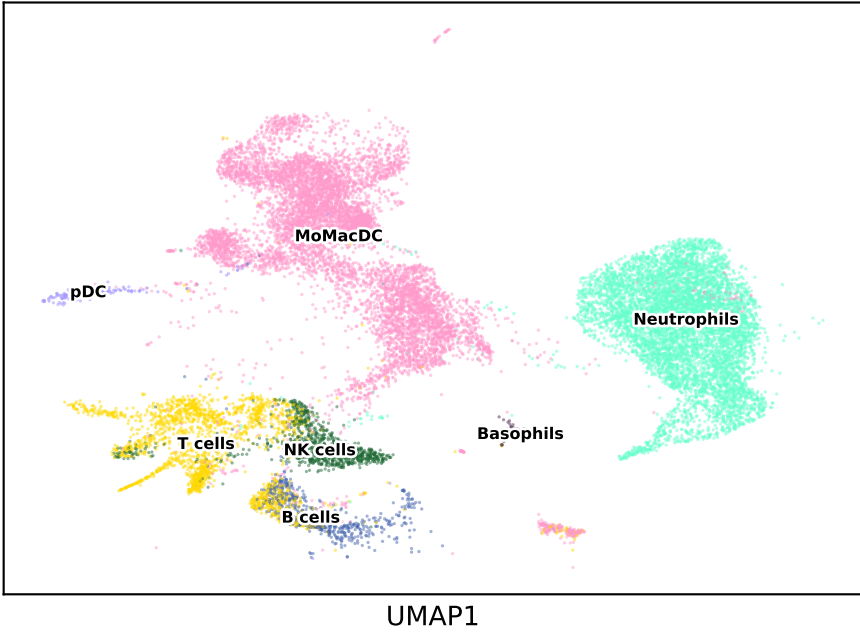 MoMacDC
pDC
Neutrophils
Basophils
T cells
NK cells
B cells
UMAP1